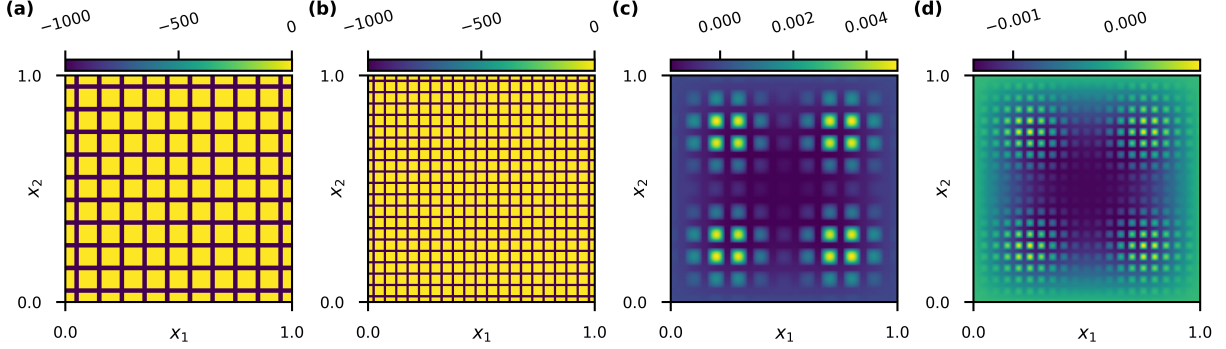 (a) −1000 −500 0 (b) −1000 −500 0 (c) 0.000 0.002 0.004 (d) −0.001 0.000
1.0 1.0 1.0 1.0
x₂ x₂ x₂ x₂
0.0 0.0 0.0 0.0
0.0 x₁ 1.0 0.0 x₁ 1.0 0.0 x₁ 1.0 0.0 x₁ 1.0